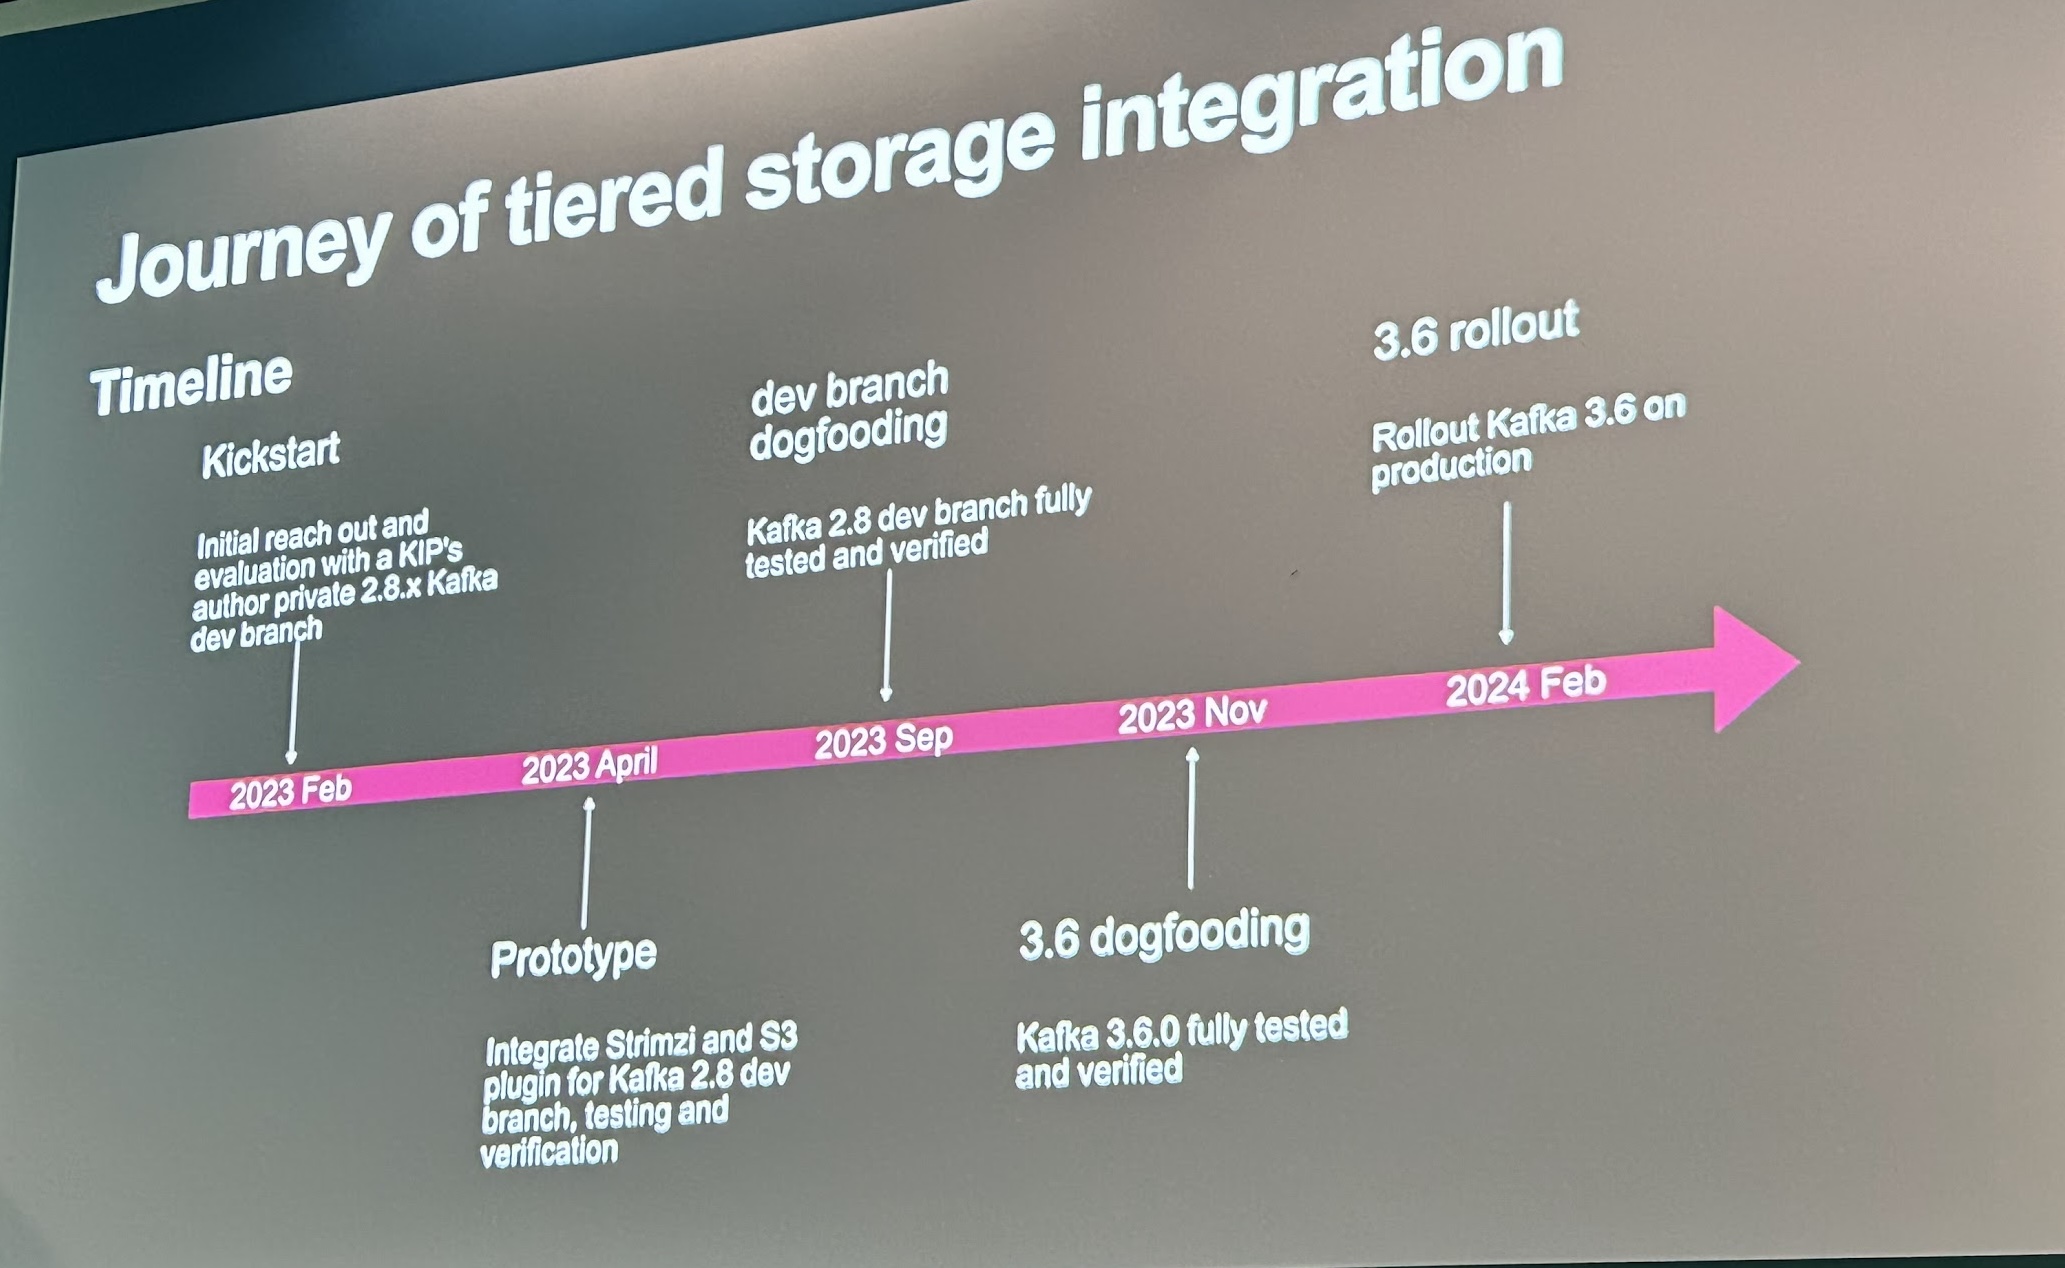 Journey of tiered storage integration
Timeline
Kickstart
Initial reach out and
evaluation with a KIP's
author private 2.8.x Kafka
dev branch
dev branch
dogfooding
Kafka 2.8 dev branch fully
tested and verified
3.6 rollout
Rollout Kafka 3.6 on
production
2023 Feb
2023 April
2023 Sep
2023 Nov
2024 Feb
Prototype
Integrate Strimzi and S3
plugin for Kafka 2.8 dev
branch, testing and
verification
3.6 dogfooding
Kafka 3.6.0 fully tested
and verified